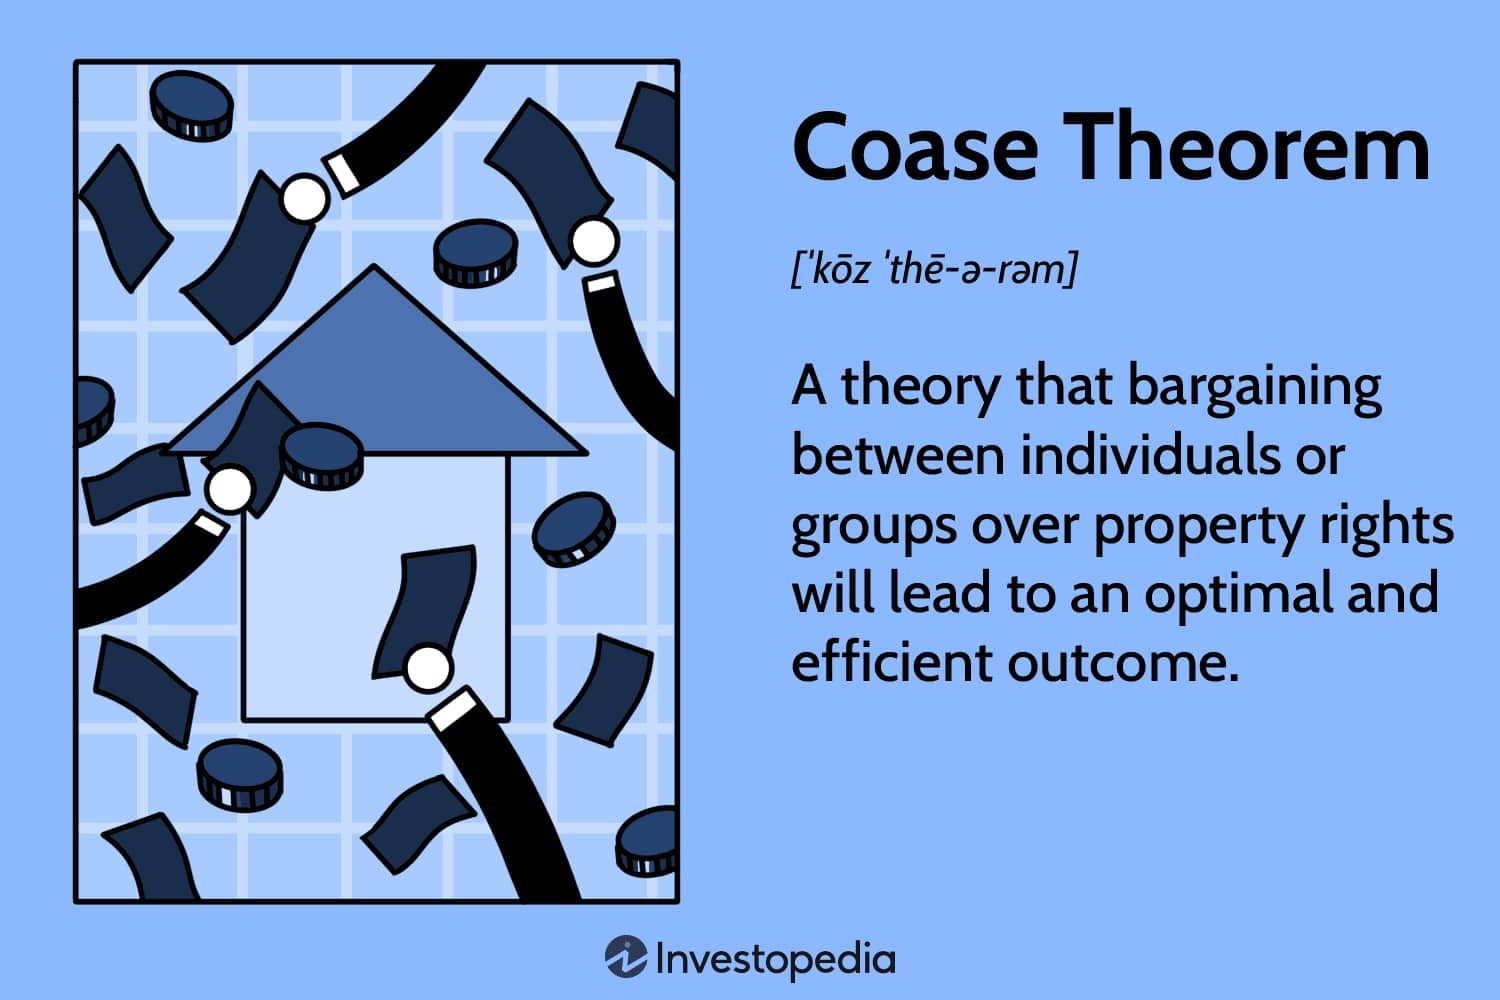 Coase Theorem
[ˈkōz ˈthē-ə-rəm]
A theory that bargaining
between individuals or
groups over property rights
will lead to an optimal and
efficient outcome.
Investopedia